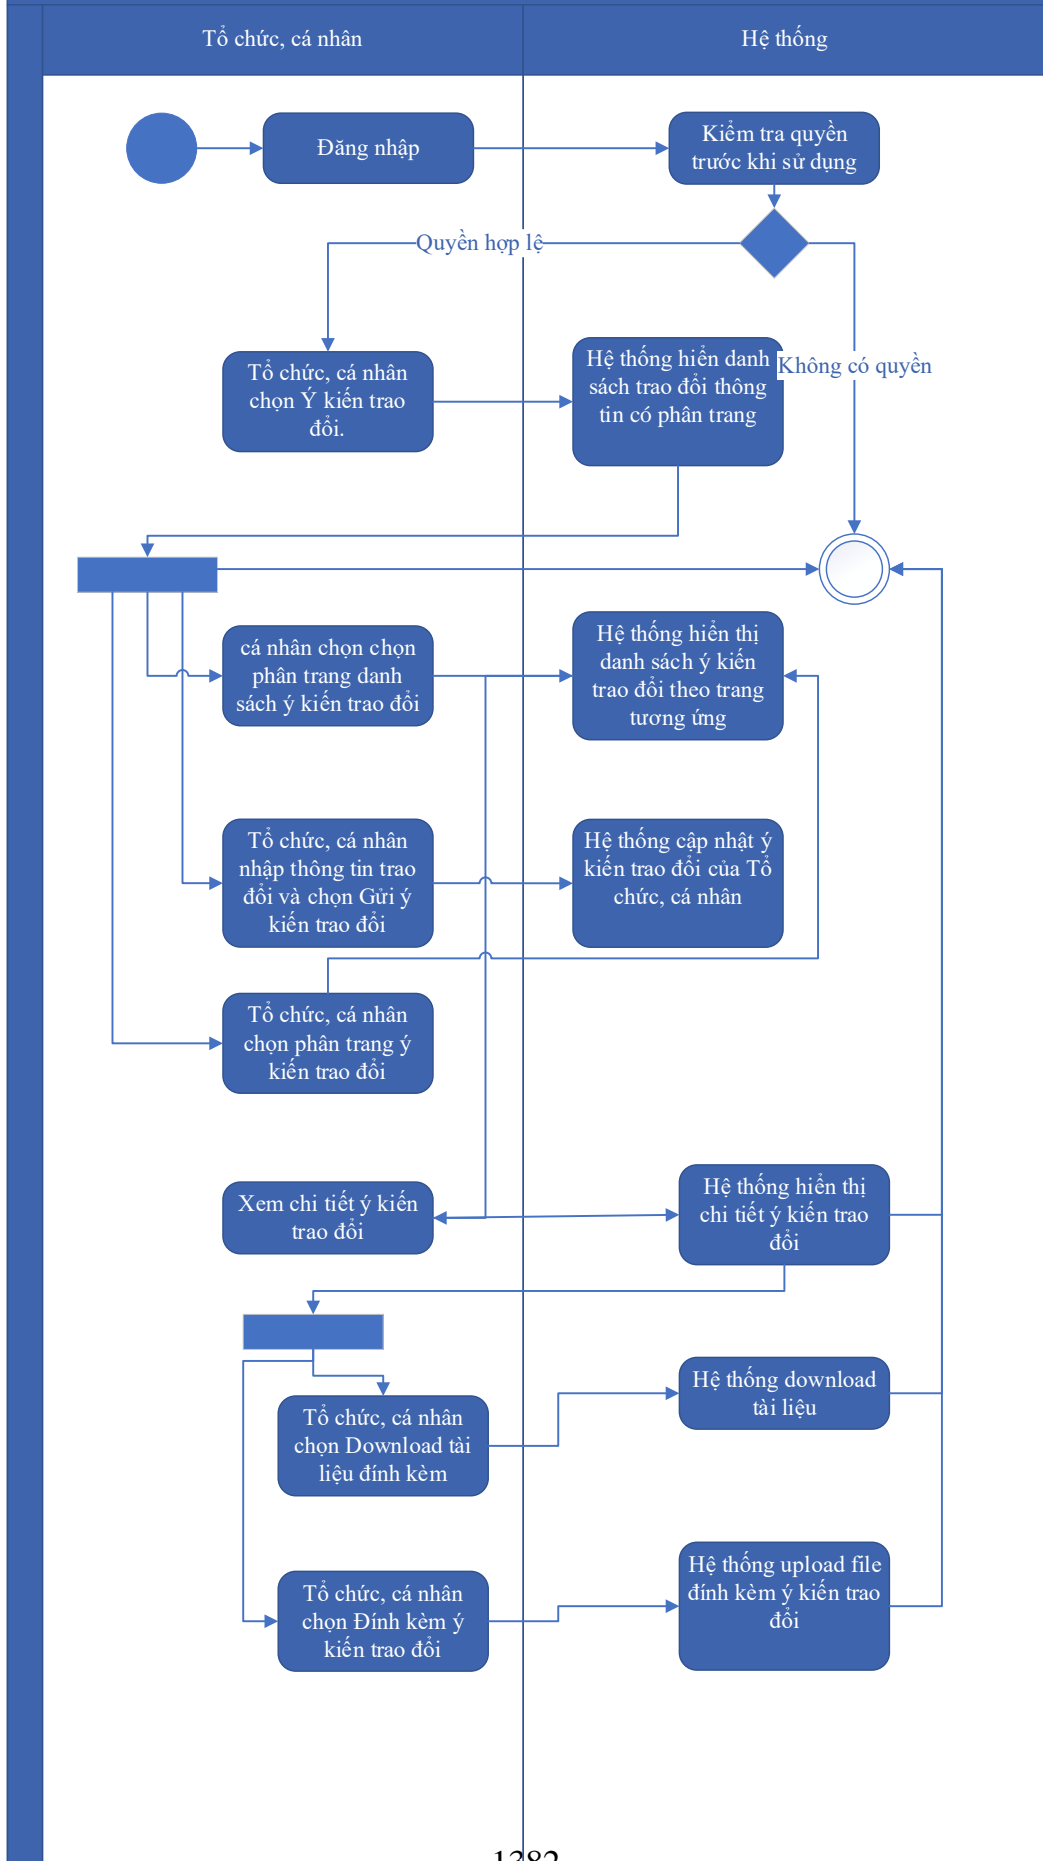 Tổ chức, cá nhân
Hệ thống
Đăng nhập
Kiểm tra quyền
trước khi sử dụng
Quyền hợp lệ
Tổ chức, cá nhân
chọn Ý kiến trao
đổi.
Hệ thống hiển danh
sách trao đổi thông
tin có phân trang
Không có quyền
cá nhân chọn chọn
phân trang danh
sách ý kiến trao đổi
Hệ thống hiển thị
danh sách ý kiến
trao đổi theo trang
tương ứng
Tổ chức, cá nhân
nhập thông tin trao
đổi và chọn Gửi ý
kiến trao đổi
Hệ thống cập nhật ý
kiến trao đổi của Tổ
chức, cá nhân
Tổ chức, cá nhân
chọn phân trang ý
kiến trao đổi
Xem chi tiết ý kiến
trao đổi
Hệ thống hiển thị
chi tiết ý kiến trao
đổi
Tổ chức, cá nhân
chọn Download tài
liệu đính kèm
Hệ thống download
tài liệu
Tổ chức, cá nhân
chọn Đính kèm ý
kiến trao đổi
Hệ thống upload file
đính kèm ý kiến trao
đổi
1382